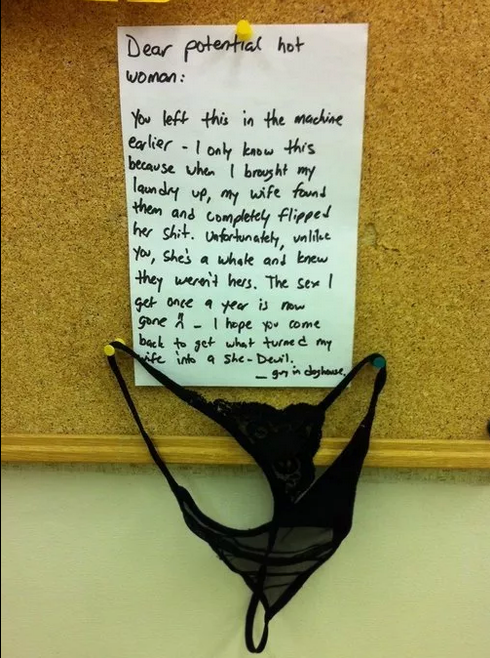 Dear potential hot
woman:
You left this in the machine
earlier - I only know this
because when I brought my
laundry up, my wife found
them and completely flipped
her shit. Unfortunately, unlike
you, she's a whale and knew
they weren't hers. The sex I
get once a year is now
gone :( - I hope you come
back to get what turned my
wife into a She-Devil.
— guy in doghouse.